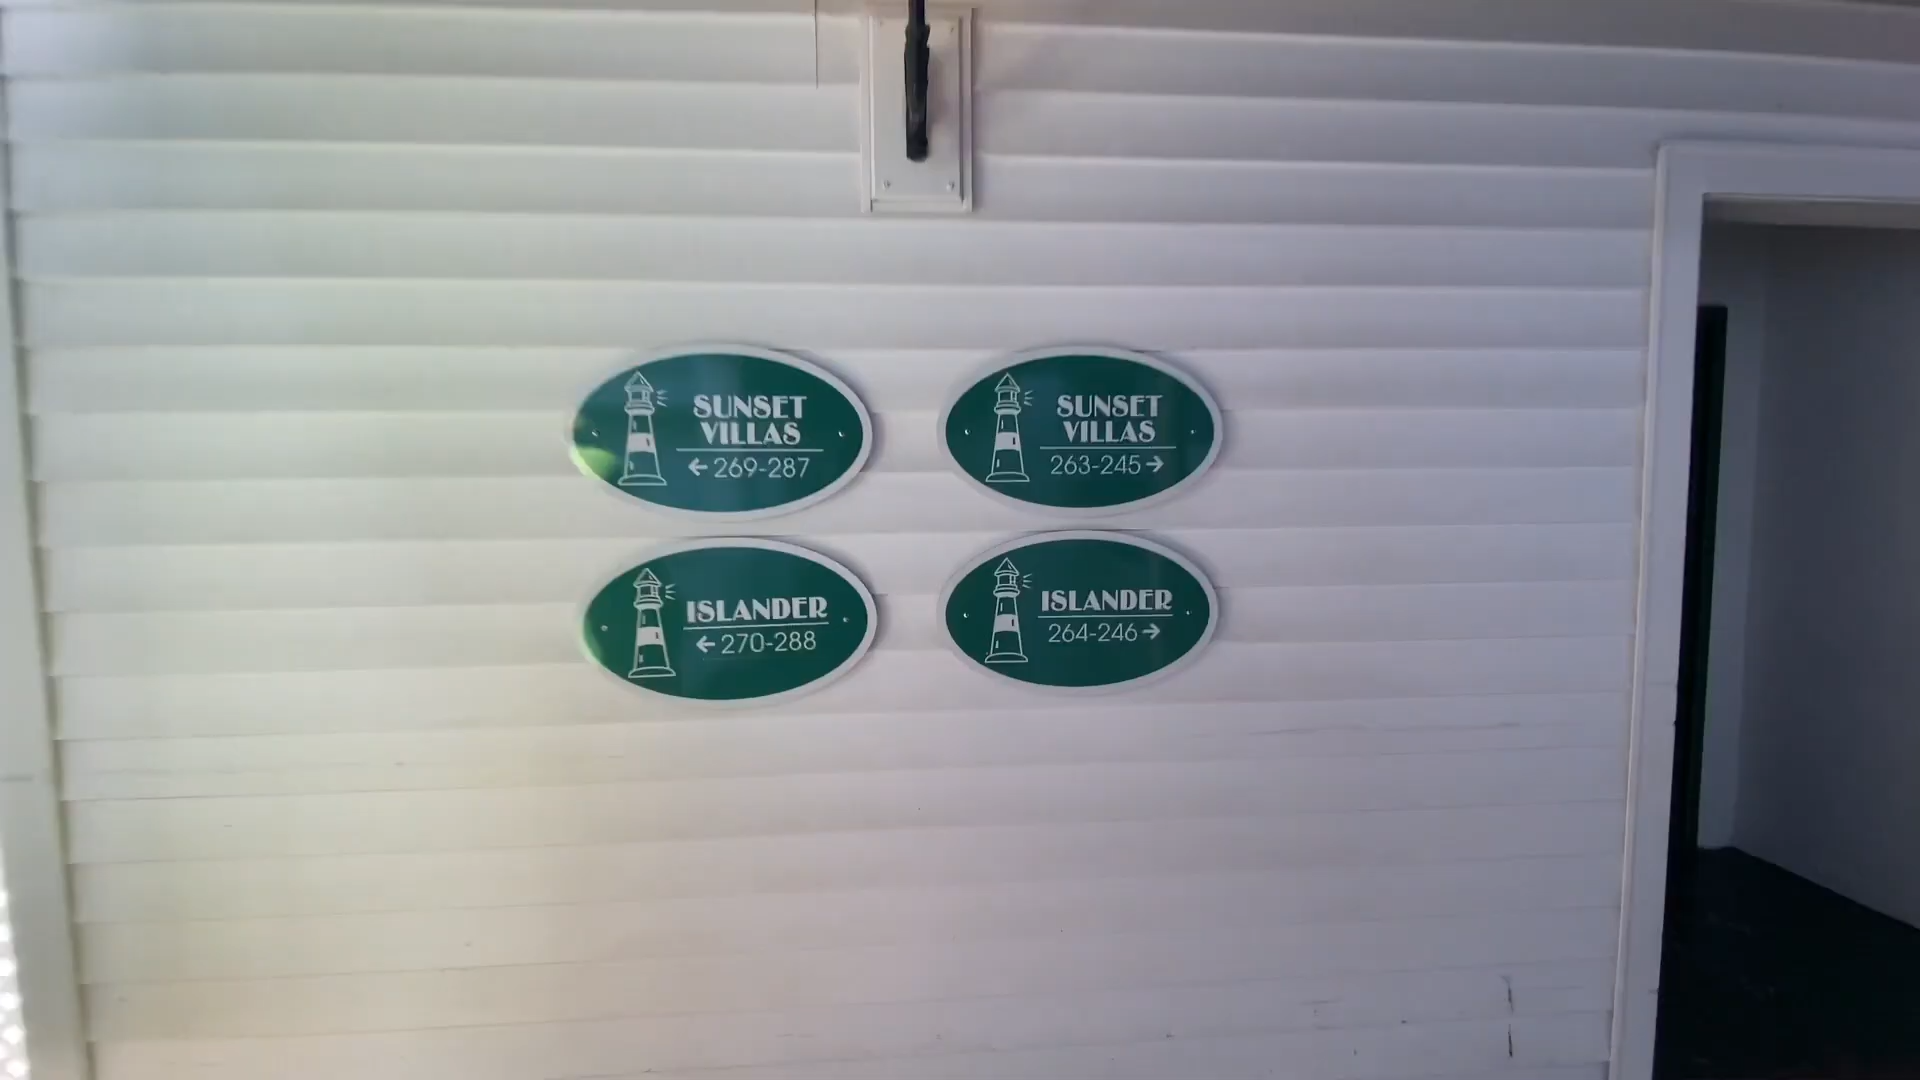 SUNSET
VILLAS
←269-287
SUNSET
VILLAS
263-245→
ISLANDER
←270-288
ISLANDER
264-246→